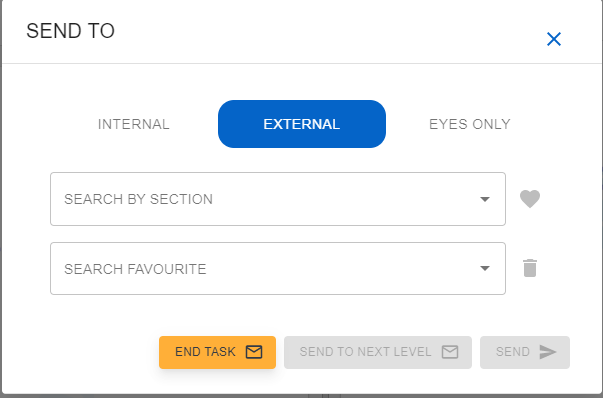 SEND TO
INTERNAL EXTERNAL EYES ONLY
SEARCH BY SECTION
SEARCH FAVOURITE
END TASK SEND TO NEXT LEVEL SEND